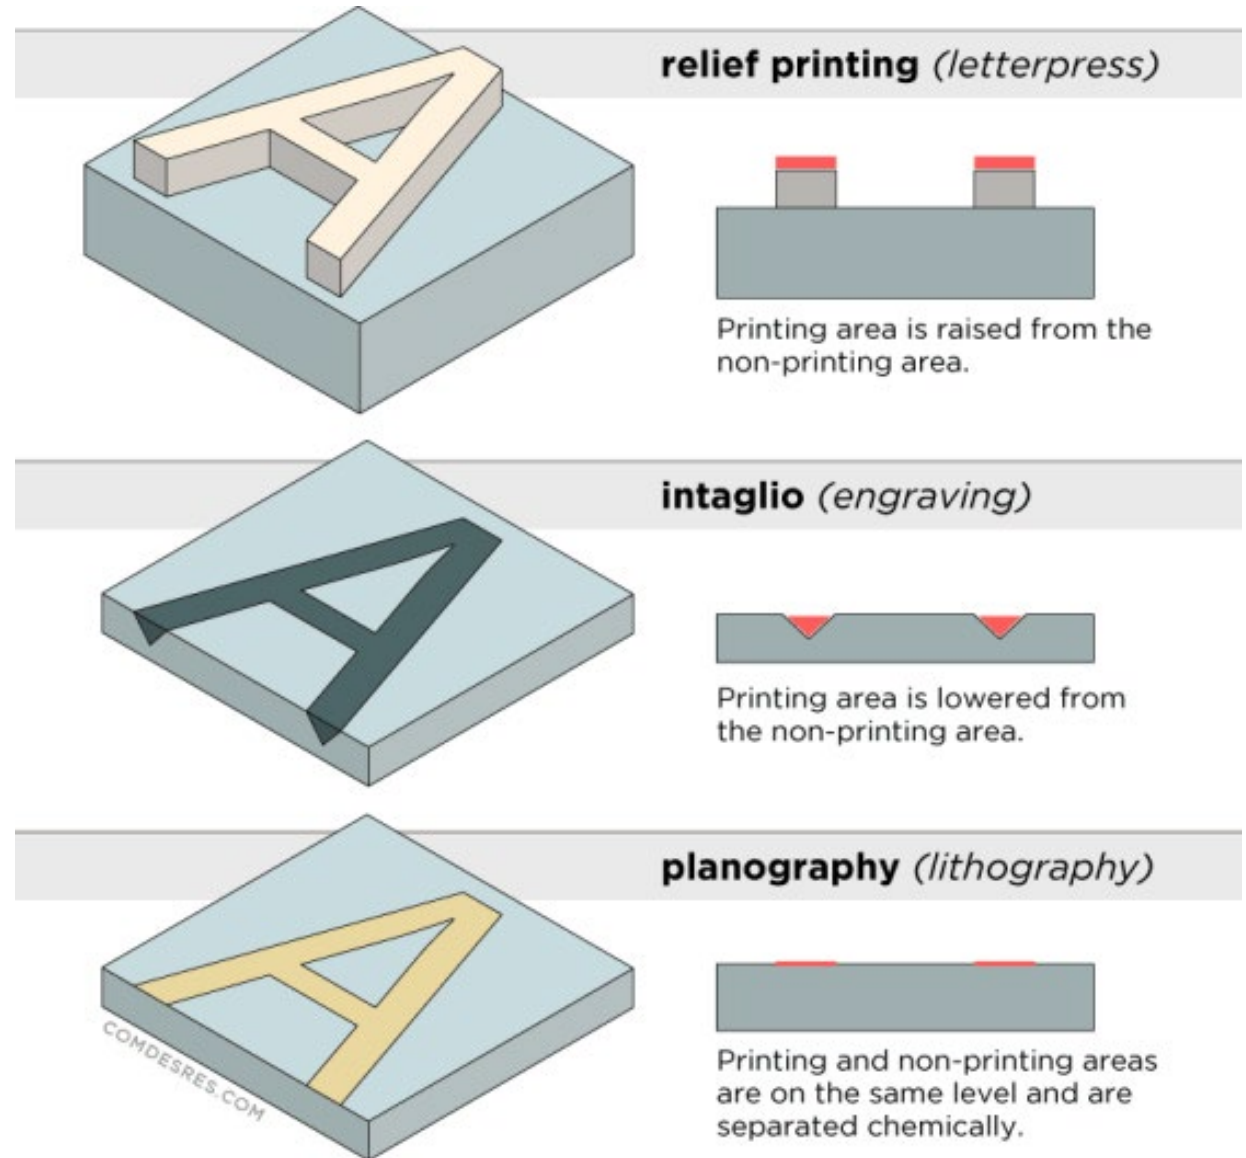 relief printing (letterpress)
A
Printing area is raised from the
non-printing area.
intaglio (engraving)
A
Printing area is lowered from
the non-printing area.
planography (lithography)
A
COMDESRES.COM
Printing and non-printing areas
are on the same level and are
separated chemically.